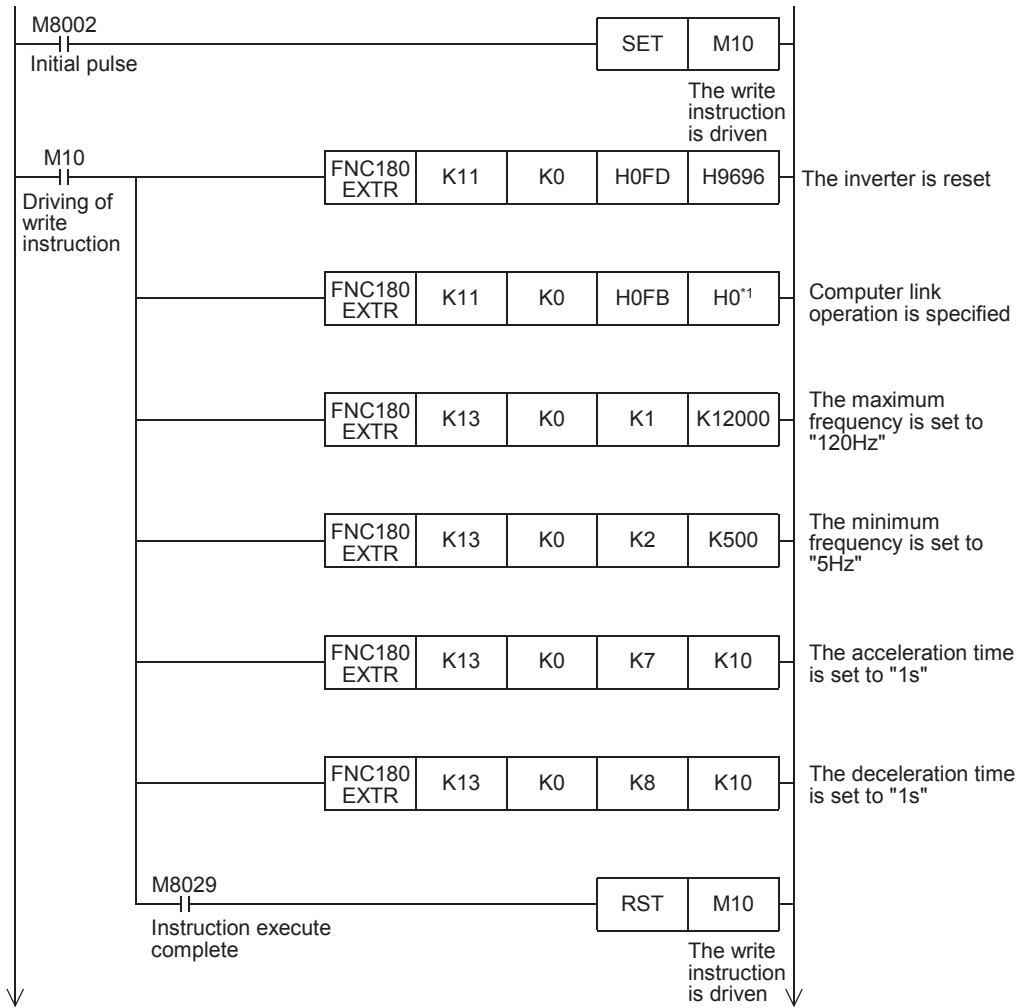 M8002
SET M10
Initial pulse
The write
instruction
is driven
M10
FNC180
EXTR K11 K0 H0FD H9696
The inverter is reset
Driving of
write
instruction
FNC180
EXTR K11 K0 H0FB H0*1
Computer link
operation is specified
FNC180
EXTR K13 K0 K1 K12000
The maximum
frequency is set to
"120Hz"
FNC180
EXTR K13 K0 K2 K500
The minimum
frequency is set to
"5Hz"
FNC180
EXTR K13 K0 K7 K10
The acceleration time
is set to "1s"
FNC180
EXTR K13 K0 K8 K10
The deceleration time
is set to "1s"
M8029
RST M10
Instruction execute
complete
The write
instruction
is driven